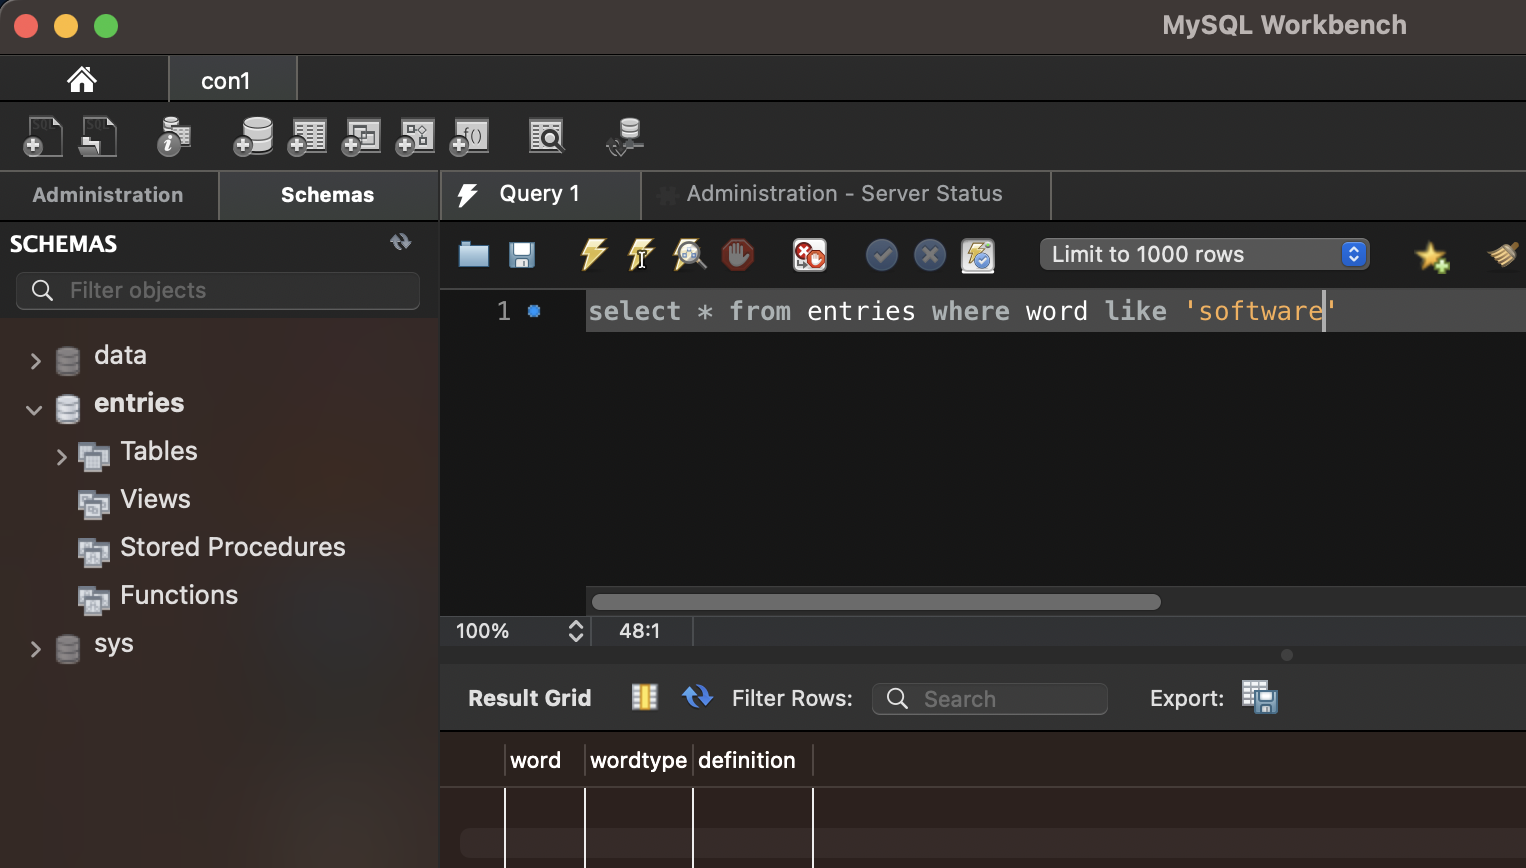 MySQL Workbench
con1
SQL SQL i f()
Administration Schemas Query 1 Administration - Server Status
SCHEMAS
Limit to 1000 rows
Filter objects
1 select * from entries where word like 'software'
data
entries
Tables
Views
Stored Procedures
Functions
100% 48:1
sys
Result Grid Filter Rows: Search Export:
word wordtype definition